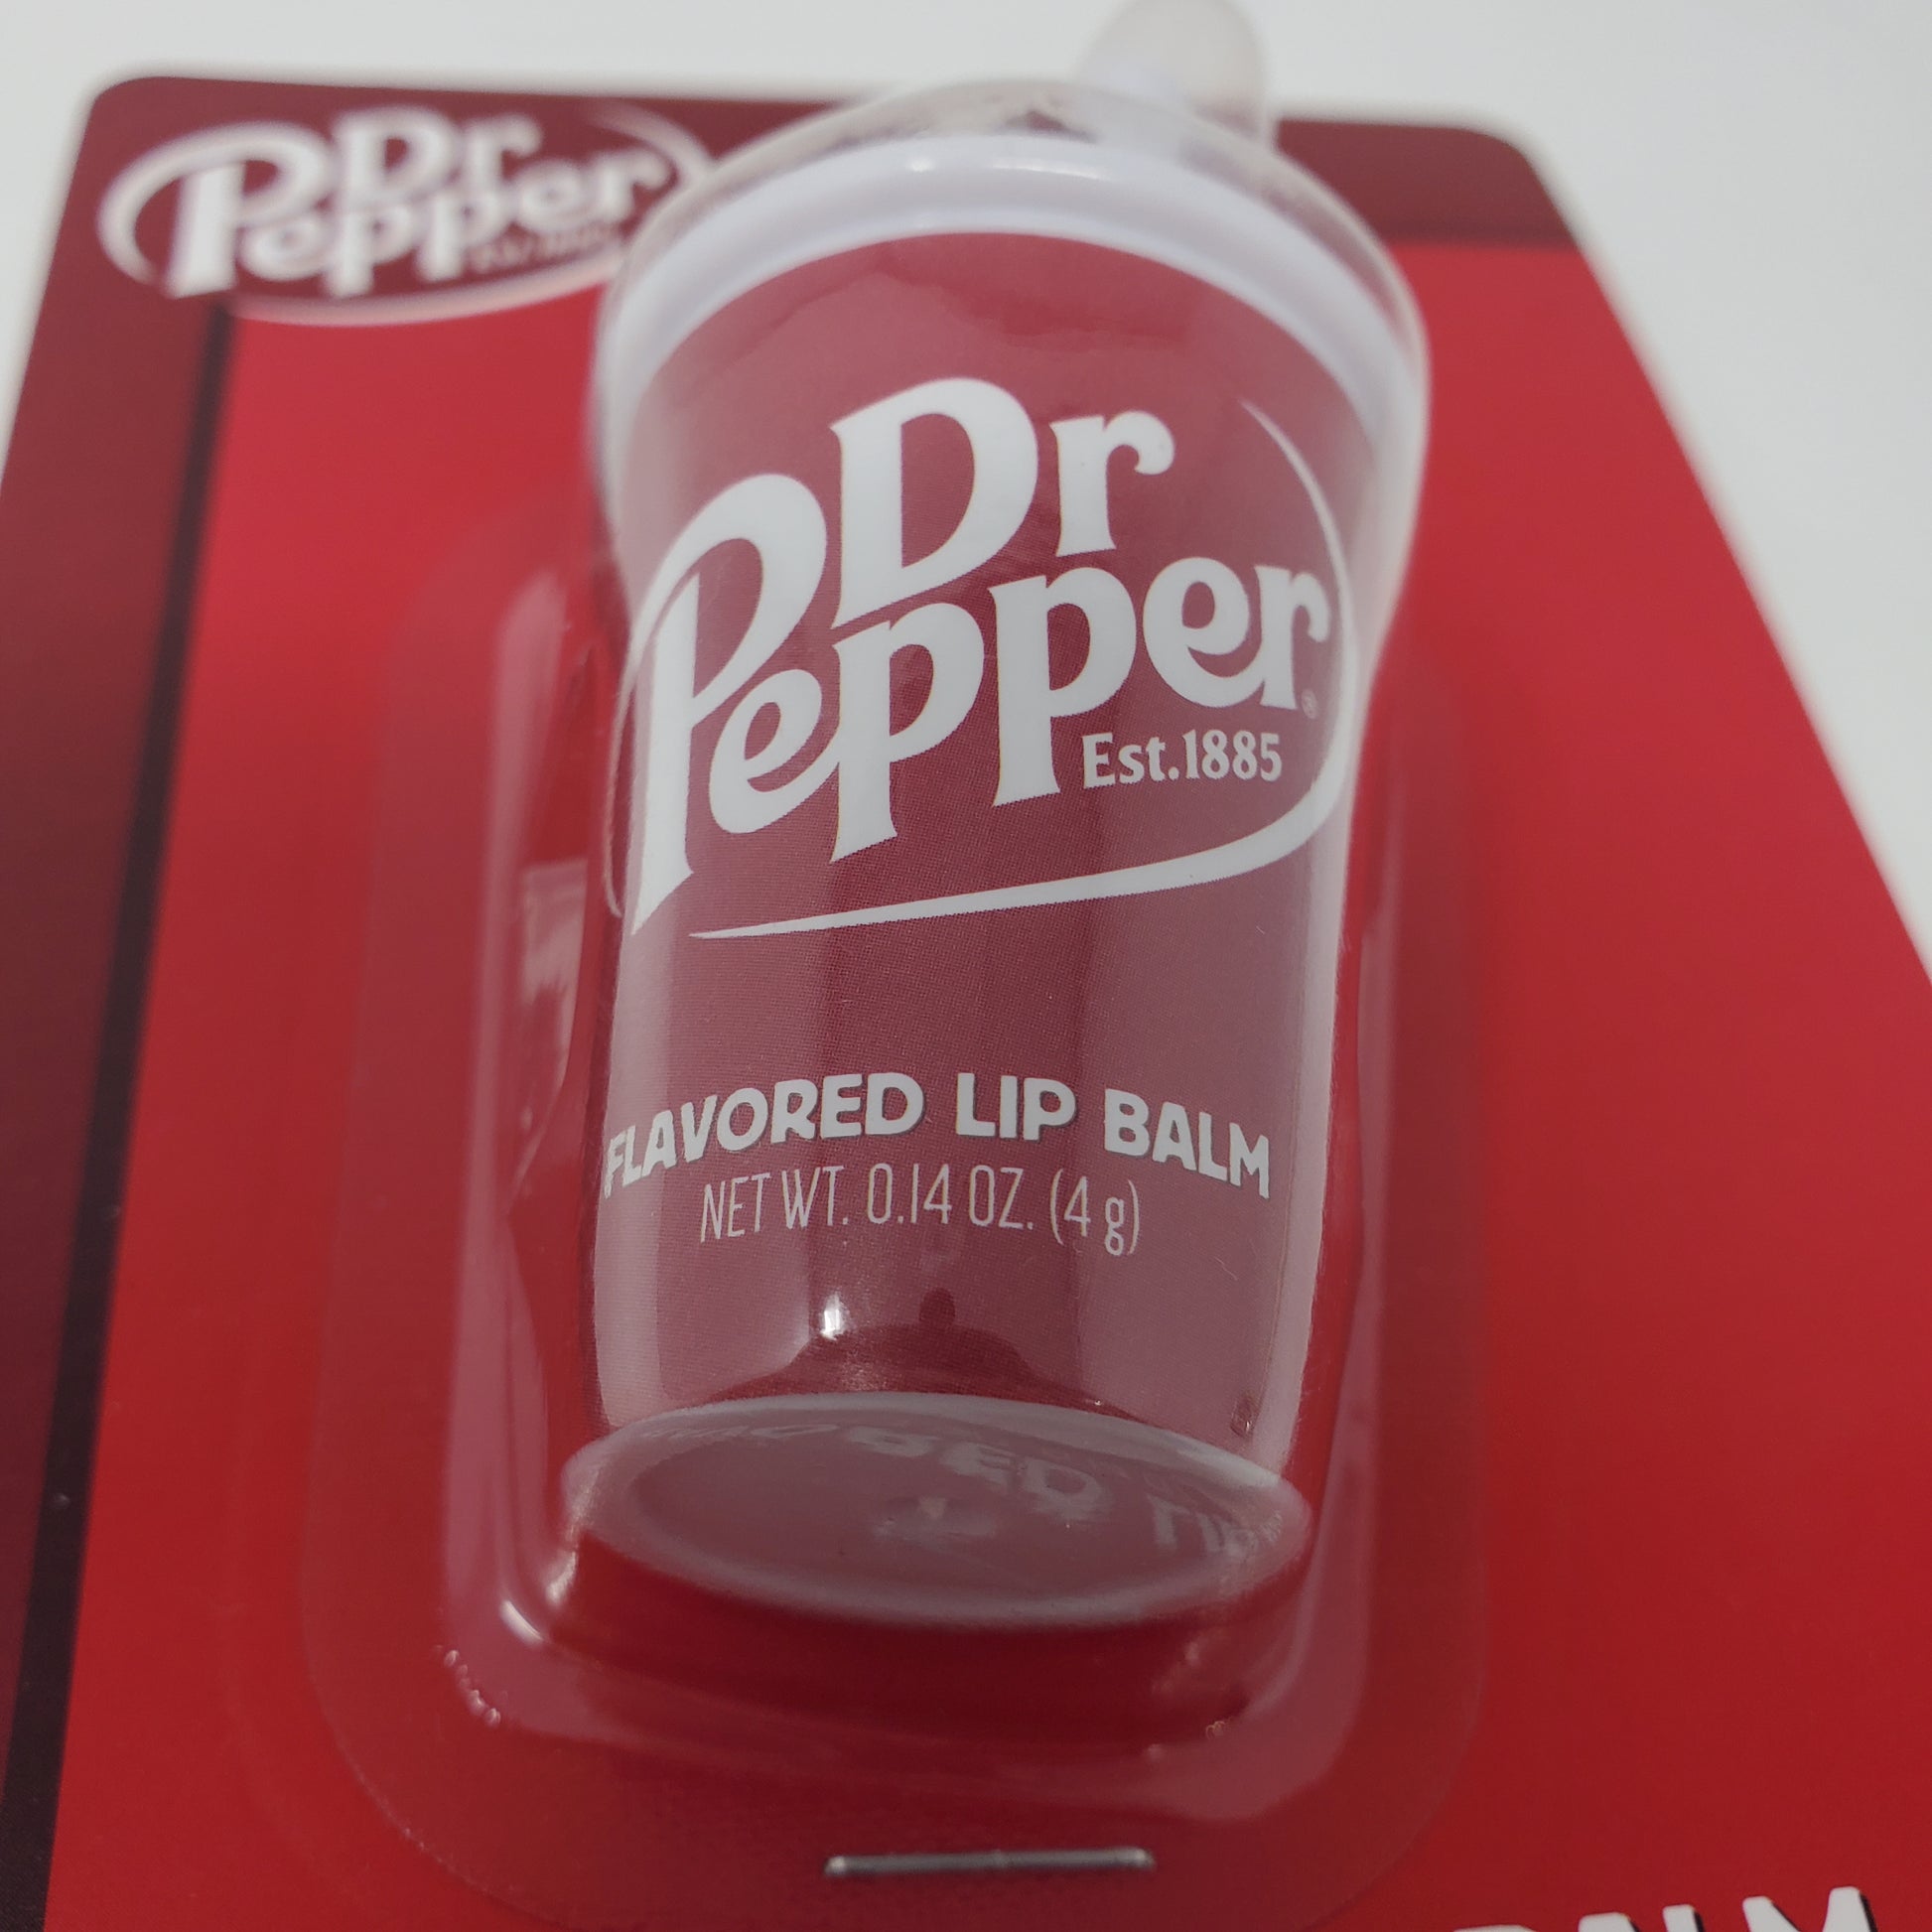 Dr
Pepper
Dr
Pepper®
Est.1885
FLAVORED LIP BALM
NET WT. 0.14 OZ. (4 g)